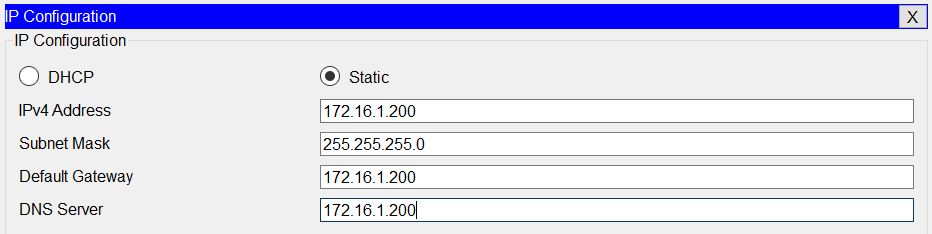 IP Configuration X
IP Configuration
DHCP Static
IPv4 Address 172.16.1.200
Subnet Mask 255.255.255.0
Default Gateway 172.16.1.200
DNS Server 172.16.1.200